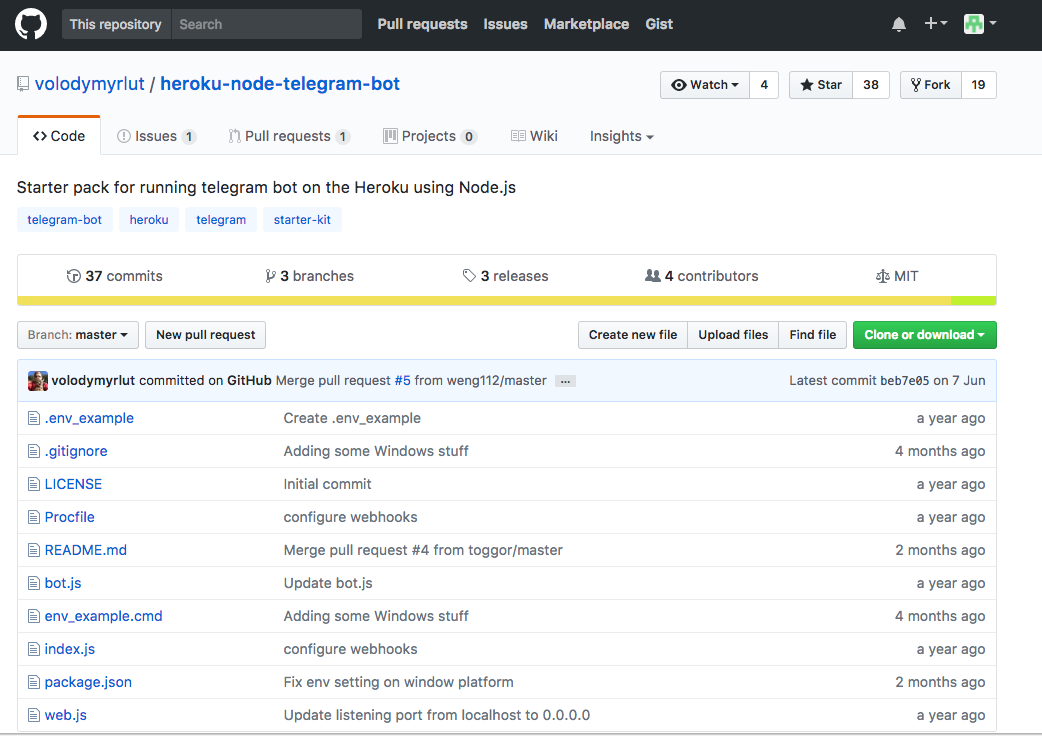 This repository Search Pull requests Issues Marketplace Gist
volodymyrlut / heroku-node-telegram-bot Watch 4 Star 38 Fork 19
Code Issues 1 Pull requests 1 Projects 0 Wiki Insights
Starter pack for running telegram bot on the Heroku using Node.js
telegram-bot heroku telegram starter-kit
37 commits 3 branches 3 releases 4 contributors MIT
Branch: master New pull request Create new file Upload files Find file Clone or download
volodymyrlut committed on GitHub Merge pull request #5 from weng112/master ... Latest commit beb7e05 on 7 Jun
.env_example Create .env_example a year ago
.gitignore Adding some Windows stuff 4 months ago
LICENSE Initial commit a year ago
Procfile configure webhooks a year ago
README.md Merge pull request #4 from toggor/master 2 months ago
bot.js Update bot.js a year ago
env_example.cmd Adding some Windows stuff 4 months ago
index.js configure webhooks a year ago
package.json Fix env setting on window platform 2 months ago
web.js Update listening port from localhost to 0.0.0.0 a year ago